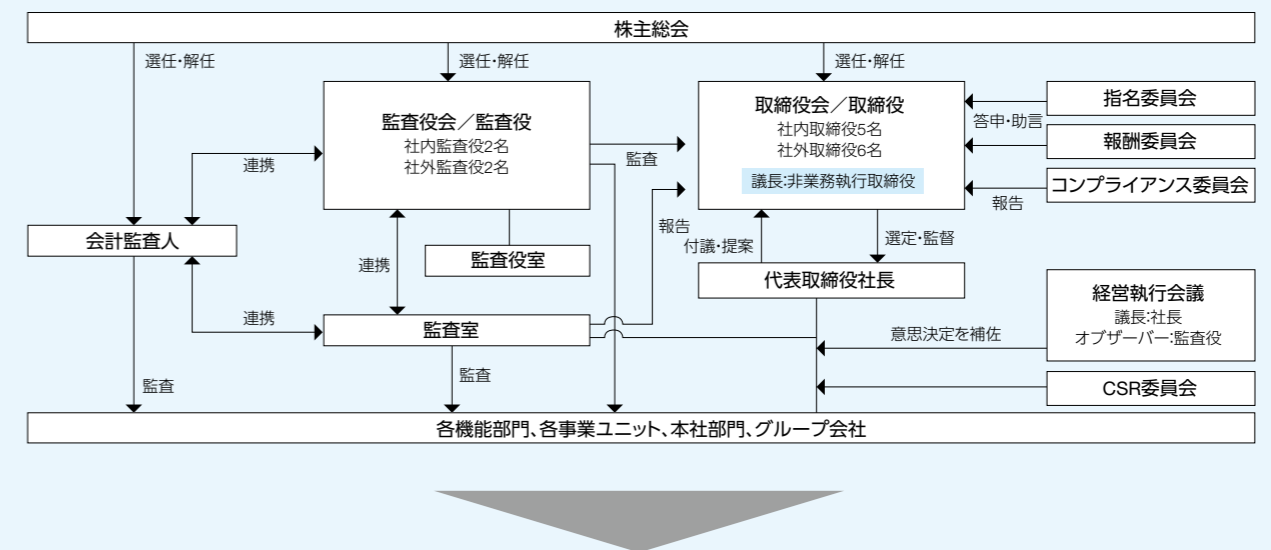 株主総会
選任・解任
選任・解任
選任・解任
監査役会／監査役
社内監査役2名
社外監査役2名
取締役会／取締役
社内取締役5名
社外取締役6名
議長:非業務執行取締役
指名委員会
答申・助言
報酬委員会
コンプライアンス委員会
報告
連携
監査
会計監査人
監査役室
連携
報告
付議・提案
選定・監督
代表取締役社長
連携
監査室
経営執行会議
議長:社長
オブザーバー:監査役
意思決定を補佐
監査
監査
CSR委員会
各機能部門、各事業ユニット、本社部門、グループ会社